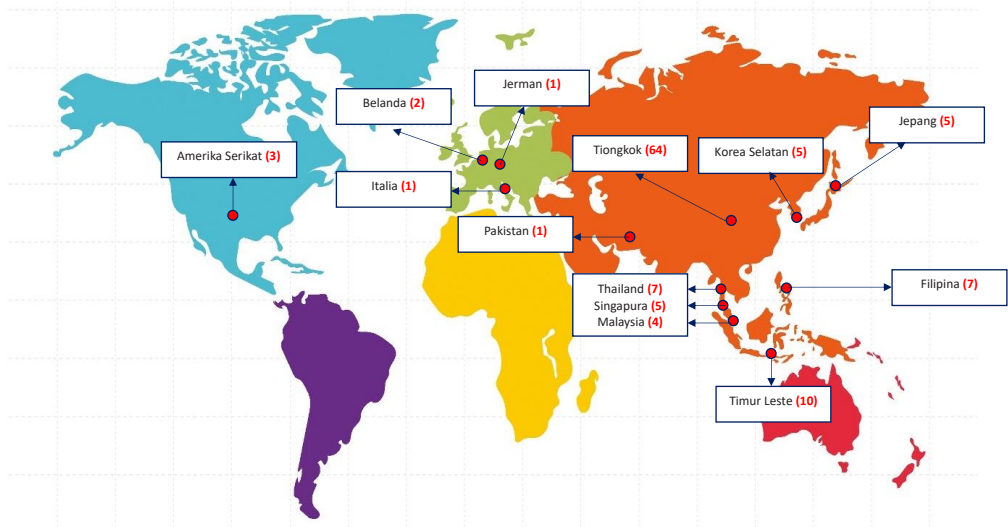 Jerman (1)
Belanda (2)
Jepang (5)
Amerika Serikat (3)
Tiongkok (64)
Korea Selatan (5)
Italia (1)
Pakistan (1)
Thailand (7)
Singapura (5)
Malaysia (4)
Filipina (7)
Timur Leste (10)